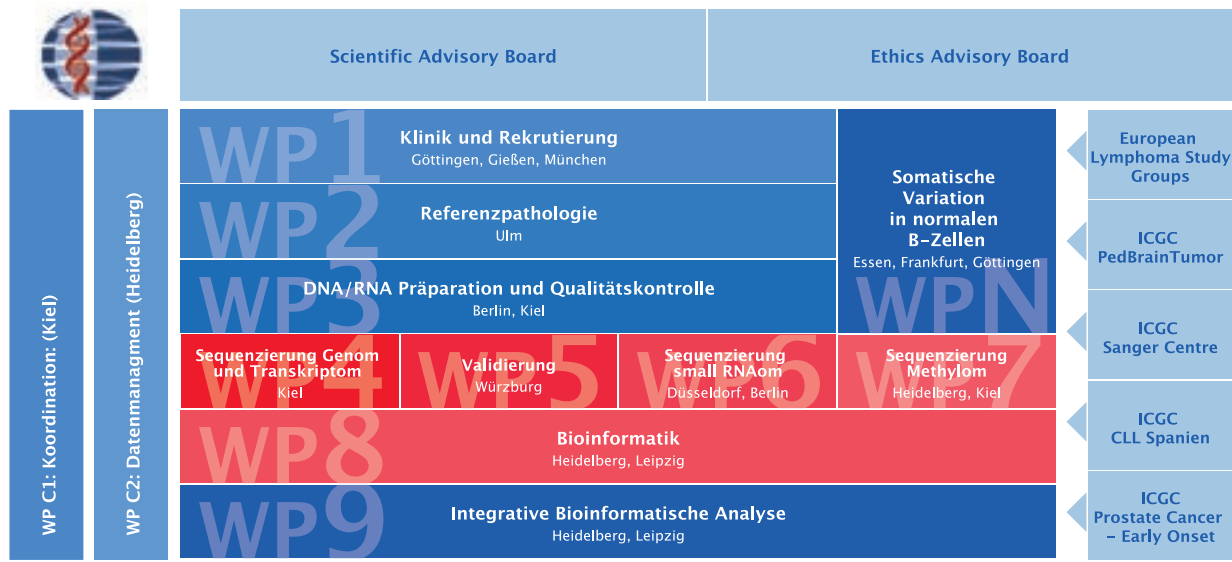 Scientific Advisory Board
Ethics Advisory Board
WP C1: Koordination: (Kiel)
WP C2: Datenmanagment (Heidelberg)
WP1
Klinik und Rekrutierung
Göttingen, Gießen, München
WP2
Referenzpathologie
Ulm
WP3
DNA/RNA Präparation und Qualitätskontrolle
Berlin, Kiel
Somatische
Variation
in normalen
B-Zellen
Essen, Frankfurt, Göttingen
WPN
WP4
Sequenzierung Genom
und Transkriptom
Kiel
WP5
Validierung
Würzburg
WP6
Sequenzierung
small RNAom
Düsseldorf, Berlin
WP7
Sequenzierung
Methylom
Heidelberg, Kiel
WP8
Bioinformatik
Heidelberg, Leipzig
WP9
Integrative Bioinformatische Analyse
Heidelberg, Leipzig
European
Lymphoma Study
Groups
ICGC
PedBrainTumor
ICGC
Sanger Centre
ICGC
CLL Spanien
ICGC
Prostate Cancer
– Early Onset